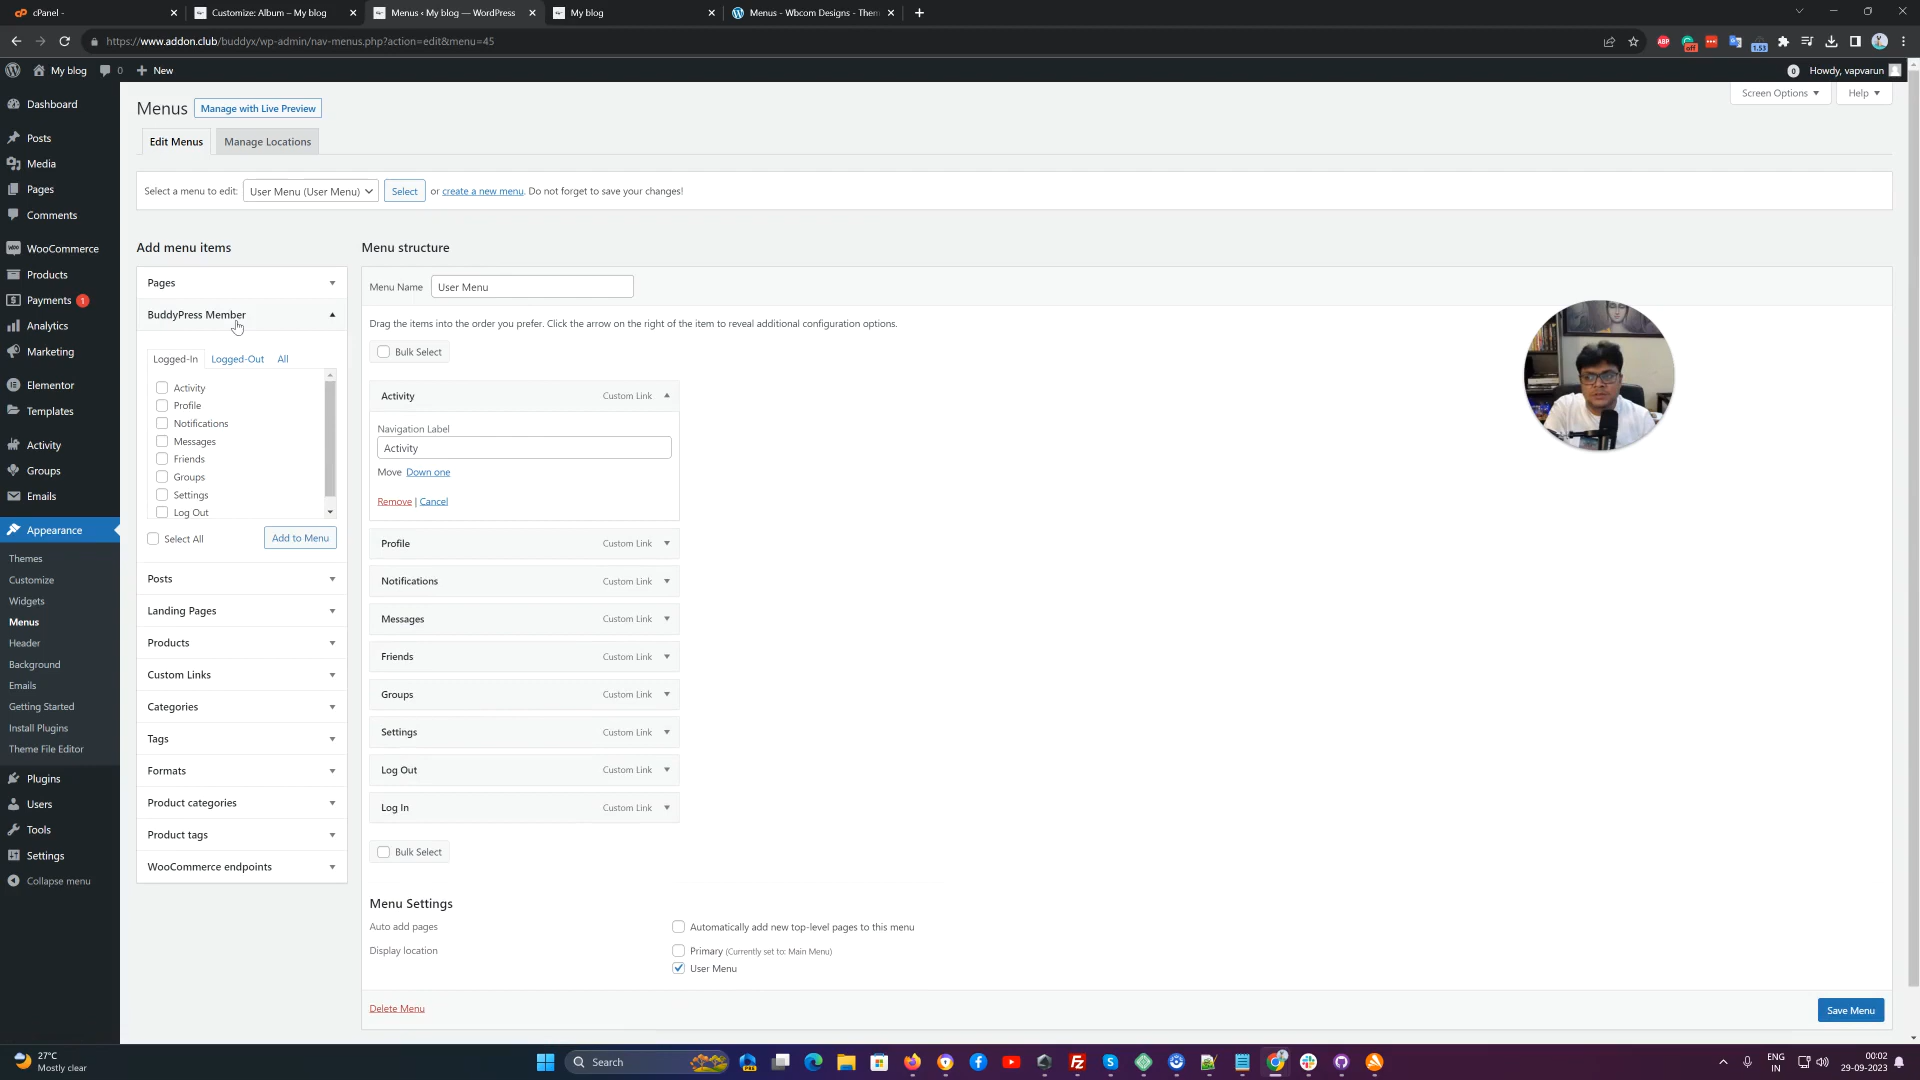 cPanel -
Customize: Album – My blog
Menus ‹ My blog — WordPress
My blog
Menus - Wbcom Designs - Them
https://www.addon.club/buddyx/wp-admin/nav-menus.php?action=edit&menu=45
ABP
off
1.53
My blog
0
New
0
Howdy, vapvarun
Dashboard
Posts
Media
Pages
Comments
WooCommerce
Products
Payments 1
Analytics
Marketing
Elementor
Templates
Activity
Groups
Emails
Appearance
Themes
Customize
Widgets
Menus
Header
Background
Emails
Getting Started
Install Plugins
Theme File Editor
Plugins
Users
Tools
Settings
Collapse menu
Menus
Manage with Live Preview
Screen Options
Help
Edit Menus
Manage Locations
Select a menu to edit: User Menu (User Menu) Select or create a new menu. Do not forget to save your changes!
Add menu items
Pages
BuddyPress Member
Logged-In Logged-Out All
Activity
Profile
Notifications
Messages
Friends
Groups
Settings
Log Out
Select All
Add to Menu
Posts
Landing Pages
Products
Custom Links
Categories
Tags
Formats
Product categories
Product tags
WooCommerce endpoints
Menu structure
Menu Name User Menu
Drag the items into the order you prefer. Click the arrow on the right of the item to reveal additional configuration options.
Bulk Select
Activity Custom Link
Navigation Label
Activity
Move Down one
Remove | Cancel
Profile Custom Link
Notifications Custom Link
Messages Custom Link
Friends Custom Link
Groups Custom Link
Settings Custom Link
Log Out Custom Link
Log In Custom Link
Bulk Select
Menu Settings
Auto add pages
Automatically add new top-level pages to this menu
Display location
Primary (Currently set to: Main Menu)
User Menu
Delete Menu
Save Menu
27°C
Mostly clear
Search
ENG
IN
00:02
29-09-2023